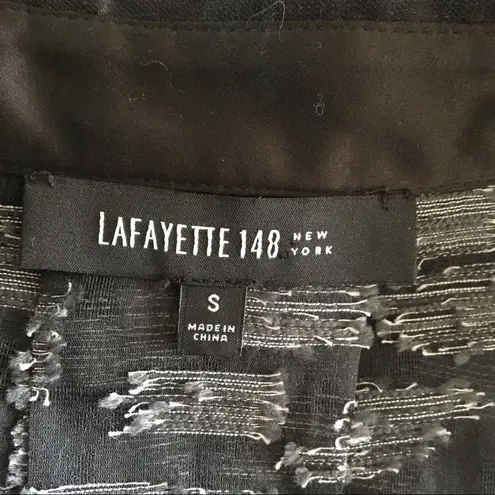 LAFAYETTE 148 NEW YORK
S
MADE IN
CHINA